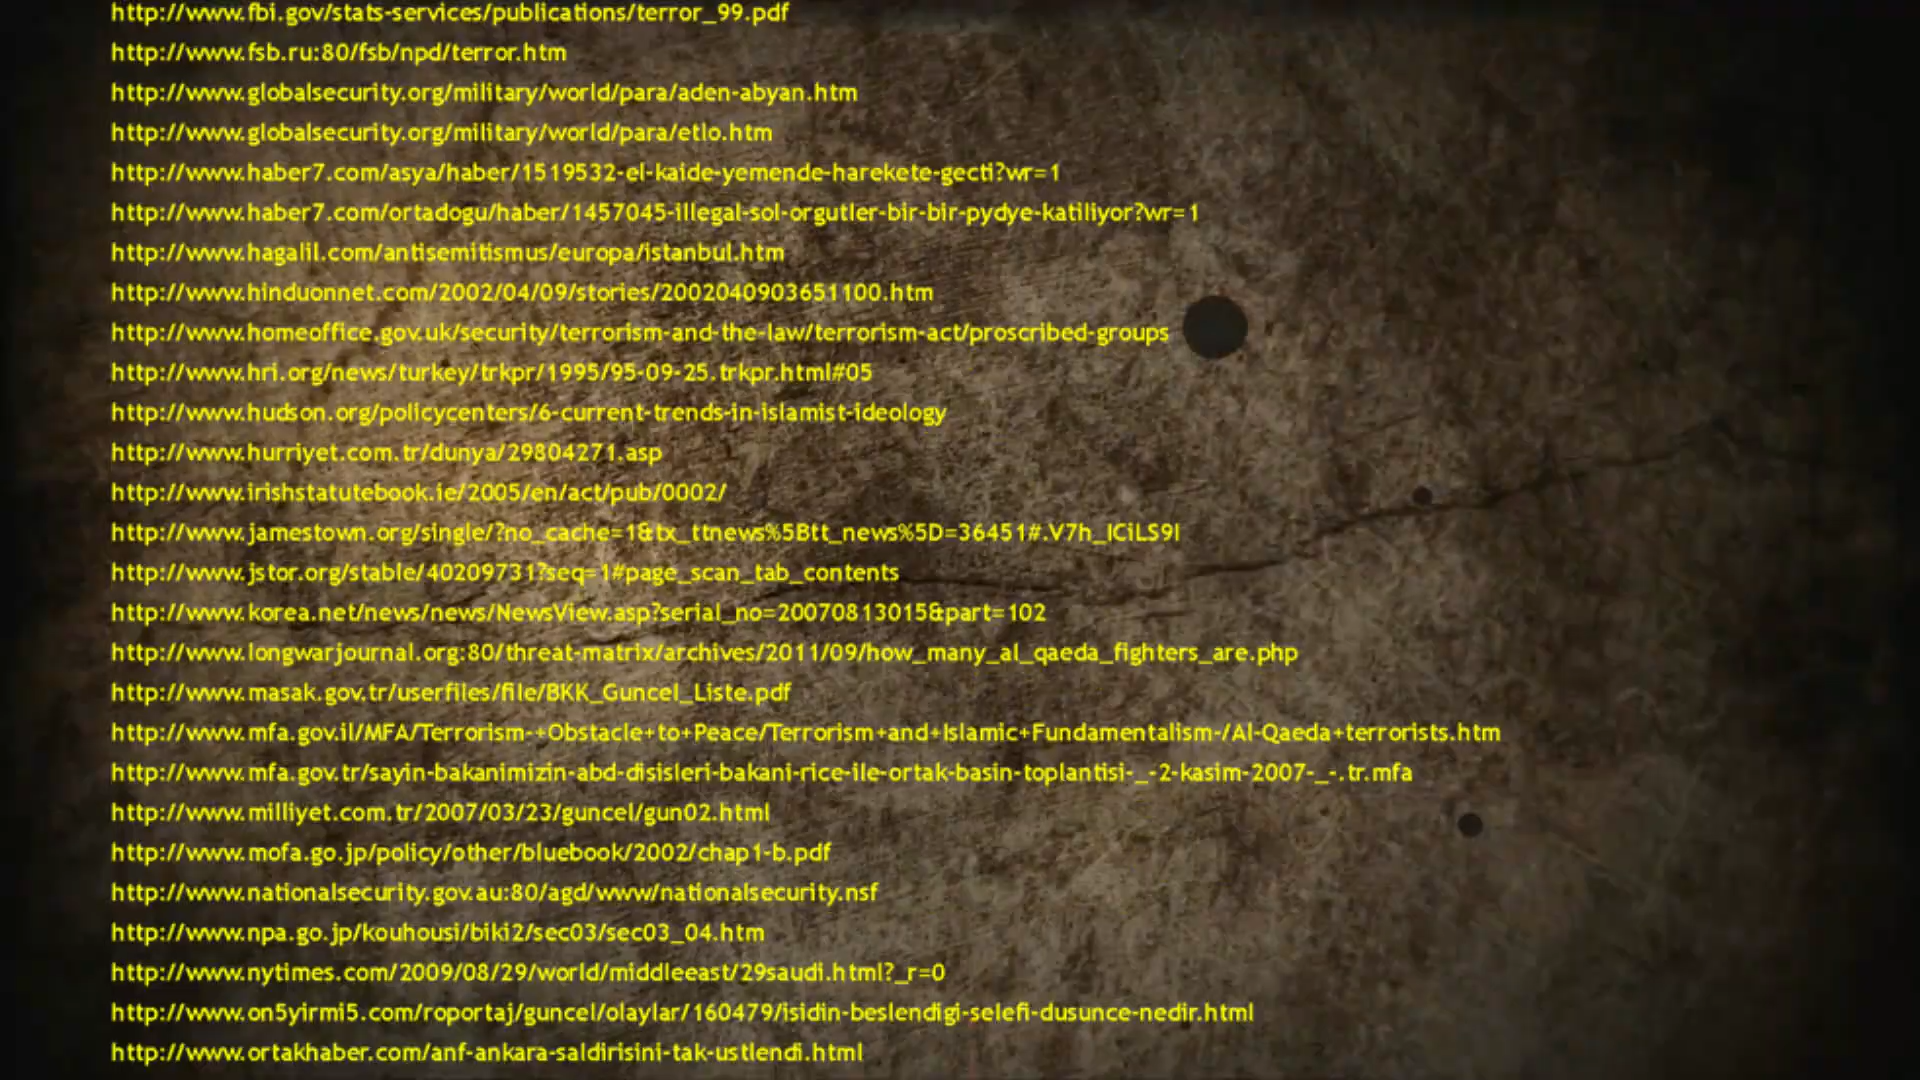 http://www.fbi.gov/stats-services/publications/terror_99.pdf
http://www.fsb.ru:80/fsb/npd/terror.htm
http://www.globalsecurity.org/military/world/para/aden-abyan.htm
http://www.globalsecurity.org/military/world/para/etlo.htm
http://www.haber7.com/asya/haber/1519532-el-kaide-yemende-harekete-gecti?wr=1
http://www.haber7.com/ortadogu/haber/1457045-illegal-sol-orgutler-bir-bir-pydye-katiliyor?wr=1
http://www.hagalil.com/antisemitismus/europa/istanbul.htm
http://www.hinduonnet.com/2002/04/09/stories/2002040903651100.htm
http://www.homeoffice.gov.uk/security/terrorism-and-the-law/terrorism-act/proscribed-groups
http://www.hri.org/news/turkey/trkpr/1995/95-09-25.trkpr.html#05
http://www.hudson.org/policycenters/6-current-trends-in-islamist-ideology
http://www.hurriyet.com.tr/dunya/29804271.asp
http://www.irishstatutebook.ie/2005/en/act/pub/0002/
http://www.jamestown.org/single/?no_cache=1&tx_ttnews%5Btt_news%5D=36451#.V7h_ICiLS9I
http://www.jstor.org/stable/40209731?seq=1#page_scan_tab_contents
http://www.korea.net/news/news/NewsView.asp?serial_no=20070813015&part=102
http://www.longwarjournal.org:80/threat-matrix/archives/2011/09/how_many_al_qaeda_fighters_are.php
http://www.masak.gov.tr/userfiles/file/BKK_Guncel_Liste.pdf
http://www.mfa.gov.il/MFA/Terrorism-+Obstacle+to+Peace/Terrorism+and+Islamic+Fundamentalism-/Al-Qaeda+terrorists.htm
http://www.mfa.gov.tr/sayin-bakanimizin-abd-disisleri-bakani-rice-ile-ortak-basin-toplantisi-_-2-kasim-2007-_-.tr.mfa
http://www.milliyet.com.tr/2007/03/23/guncel/gun02.html
http://www.mofa.go.jp/policy/other/bluebook/2002/chap1-b.pdf
http://www.nationalsecurity.gov.au:80/agd/www/nationalsecurity.nsf
http://www.npa.go.jp/kouhousi/biki2/sec03/sec03_04.htm
http://www.nytimes.com/2009/08/29/world/middleeast/29saudi.html?_r=0
http://www.on5yirmi5.com/roportaj/guncel/olaylar/160479/isidin-beslendigi-selefi-dusunce-nedir.html
http://www.ortakhaber.com/anf-ankara-saldirisini-tak-ustlendi.html